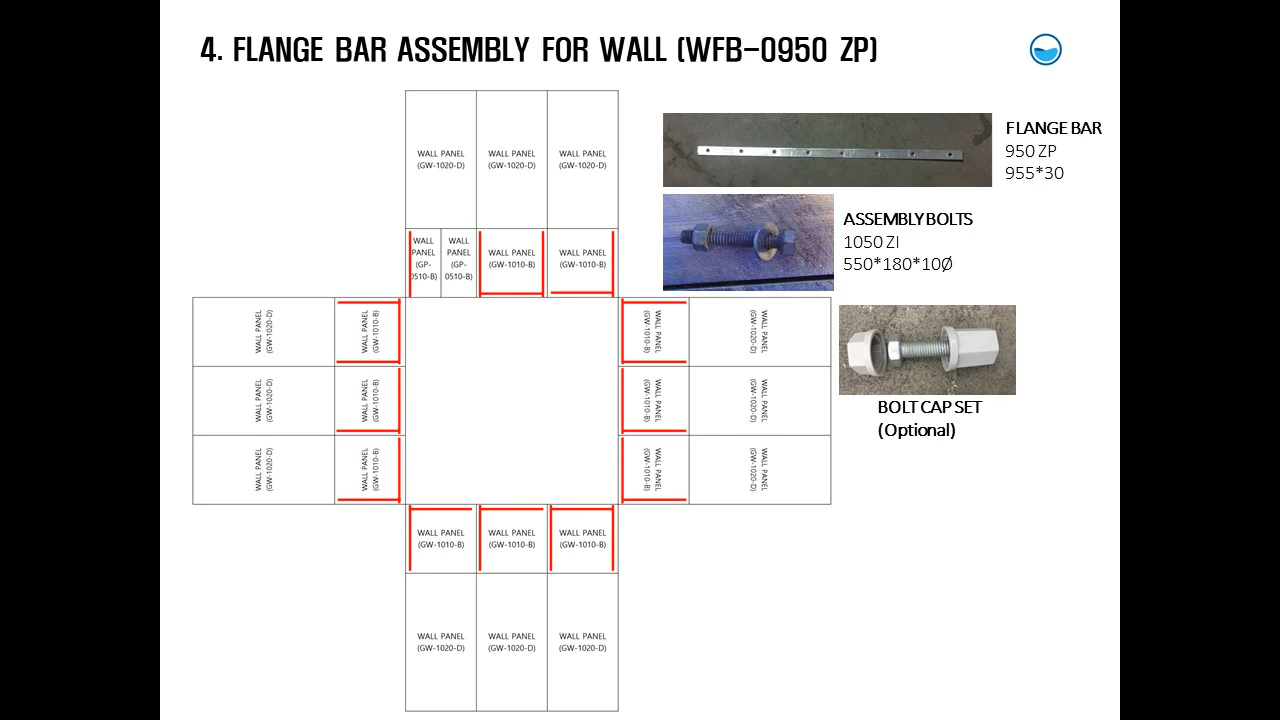 4. FLANGE BAR ASSEMBLY FOR WALL (WFB-0950 ZP)
WALL PANEL
(GW-1020-D)
WALL PANEL
(GW-1020-D)
WALL PANEL
(GW-1020-D)
FLANGE BAR
950 ZP
955*30
ASSEMBLY BOLTS
1050 ZI
550*180*10Ø
WALL
PANEL
(GP-
0510-B)
WALL
PANEL
(GP-
0510-B)
WALL PANEL
(GW-1010-B)
WALL PANEL
(GW-1010-B)
WALL PANEL
(GW-1020-D)
WALL PANEL
(GW-1010-B)
WALL PANEL
(GW-1010-B)
WALL PANEL
(GW-1020-D)
WALL PANEL
(GW-1020-D)
WALL PANEL
(GW-1010-B)
WALL PANEL
(GW-1010-B)
WALL PANEL
(GW-1020-D)
BOLT CAP SET
(Optional)
WALL PANEL
(GW-1020-D)
WALL PANEL
(GW-1010-B)
WALL PANEL
(GW-1010-B)
WALL PANEL
(GW-1020-D)
WALL PANEL
(GW-1010-B)
WALL PANEL
(GW-1010-B)
WALL PANEL
(GW-1010-B)
WALL PANEL
(GW-1020-D)
WALL PANEL
(GW-1020-D)
WALL PANEL
(GW-1020-D)